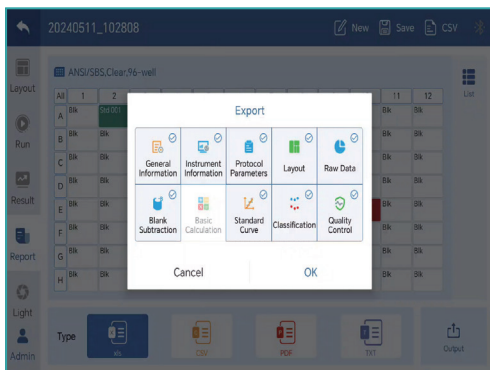 20240511_102808
New
Save
CSV
ANSI/SBS,Clear,96-well
Layout
Run
Result
Report
Light
Admin
List
All 1 2 11 12
A Blk Std 001 Blk Blk
B Blk Blk Blk Blk
C Blk Blk Blk Blk
D Blk Blk Blk Blk
E Blk Blk Blk Blk
F Blk Blk Blk Blk
G Blk Blk Blk Blk
H Blk Blk Blk Blk
Export
General
Information
Instrument
Information
Protocol
Parameters
Layout
Raw Data
Blank
Subtraction
Basic
Calculation
Standard
Curve
Classification
Quality
Control
Cancel
OK
Type
xls
CSV
PDF
TXT
Output